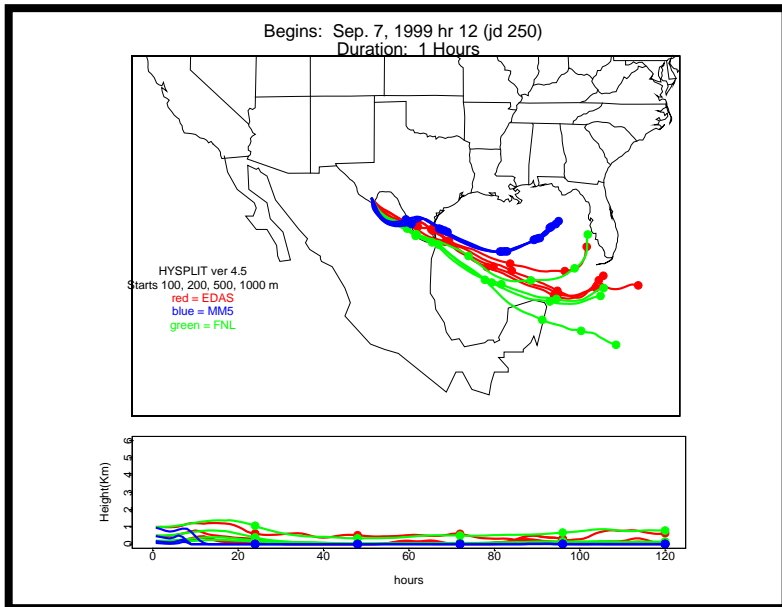 Begins: Sep. 7, 1999 hr 12 (jd 250)
Duration: 1 Hours
HYSPLIT ver 4.5
Starts 100, 200, 500, 1000 m
red = EDAS
blue = MM5
green = FNL
Height(Km)
6
5
4
3
2
1
0
0 20 40 60 80 100 120
hours